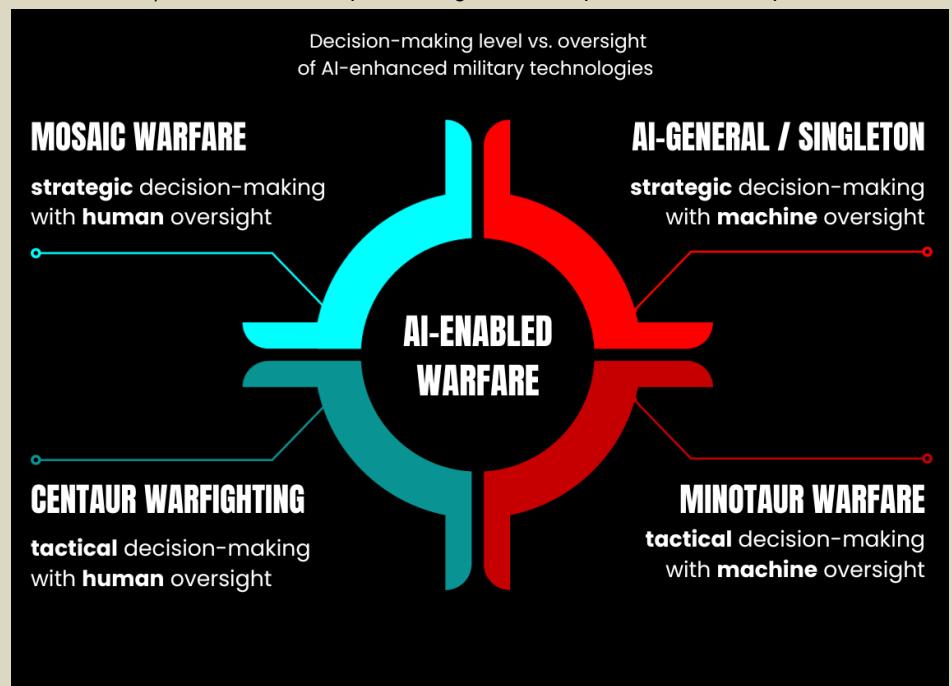 Decision-making level vs. oversight
of AI-enhanced military technologies
MOSAIC WARFARE
strategic decision-making
with human oversight
AI-GENERAL / SINGLETON
strategic decision-making
with machine oversight
AI-ENABLED
WARFARE
CENTAUR WARFIGHTING
tactical decision-making
with human oversight
MINOTAUR WARFARE
tactical decision-making
with machine oversight